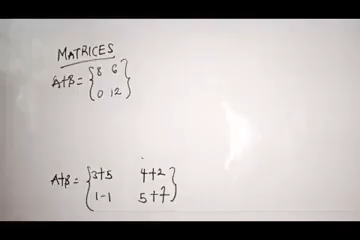 MATRICES
A+B = { 8 6
0 12 }
A+B = { 3+5 4+2
1-1 5+7 }